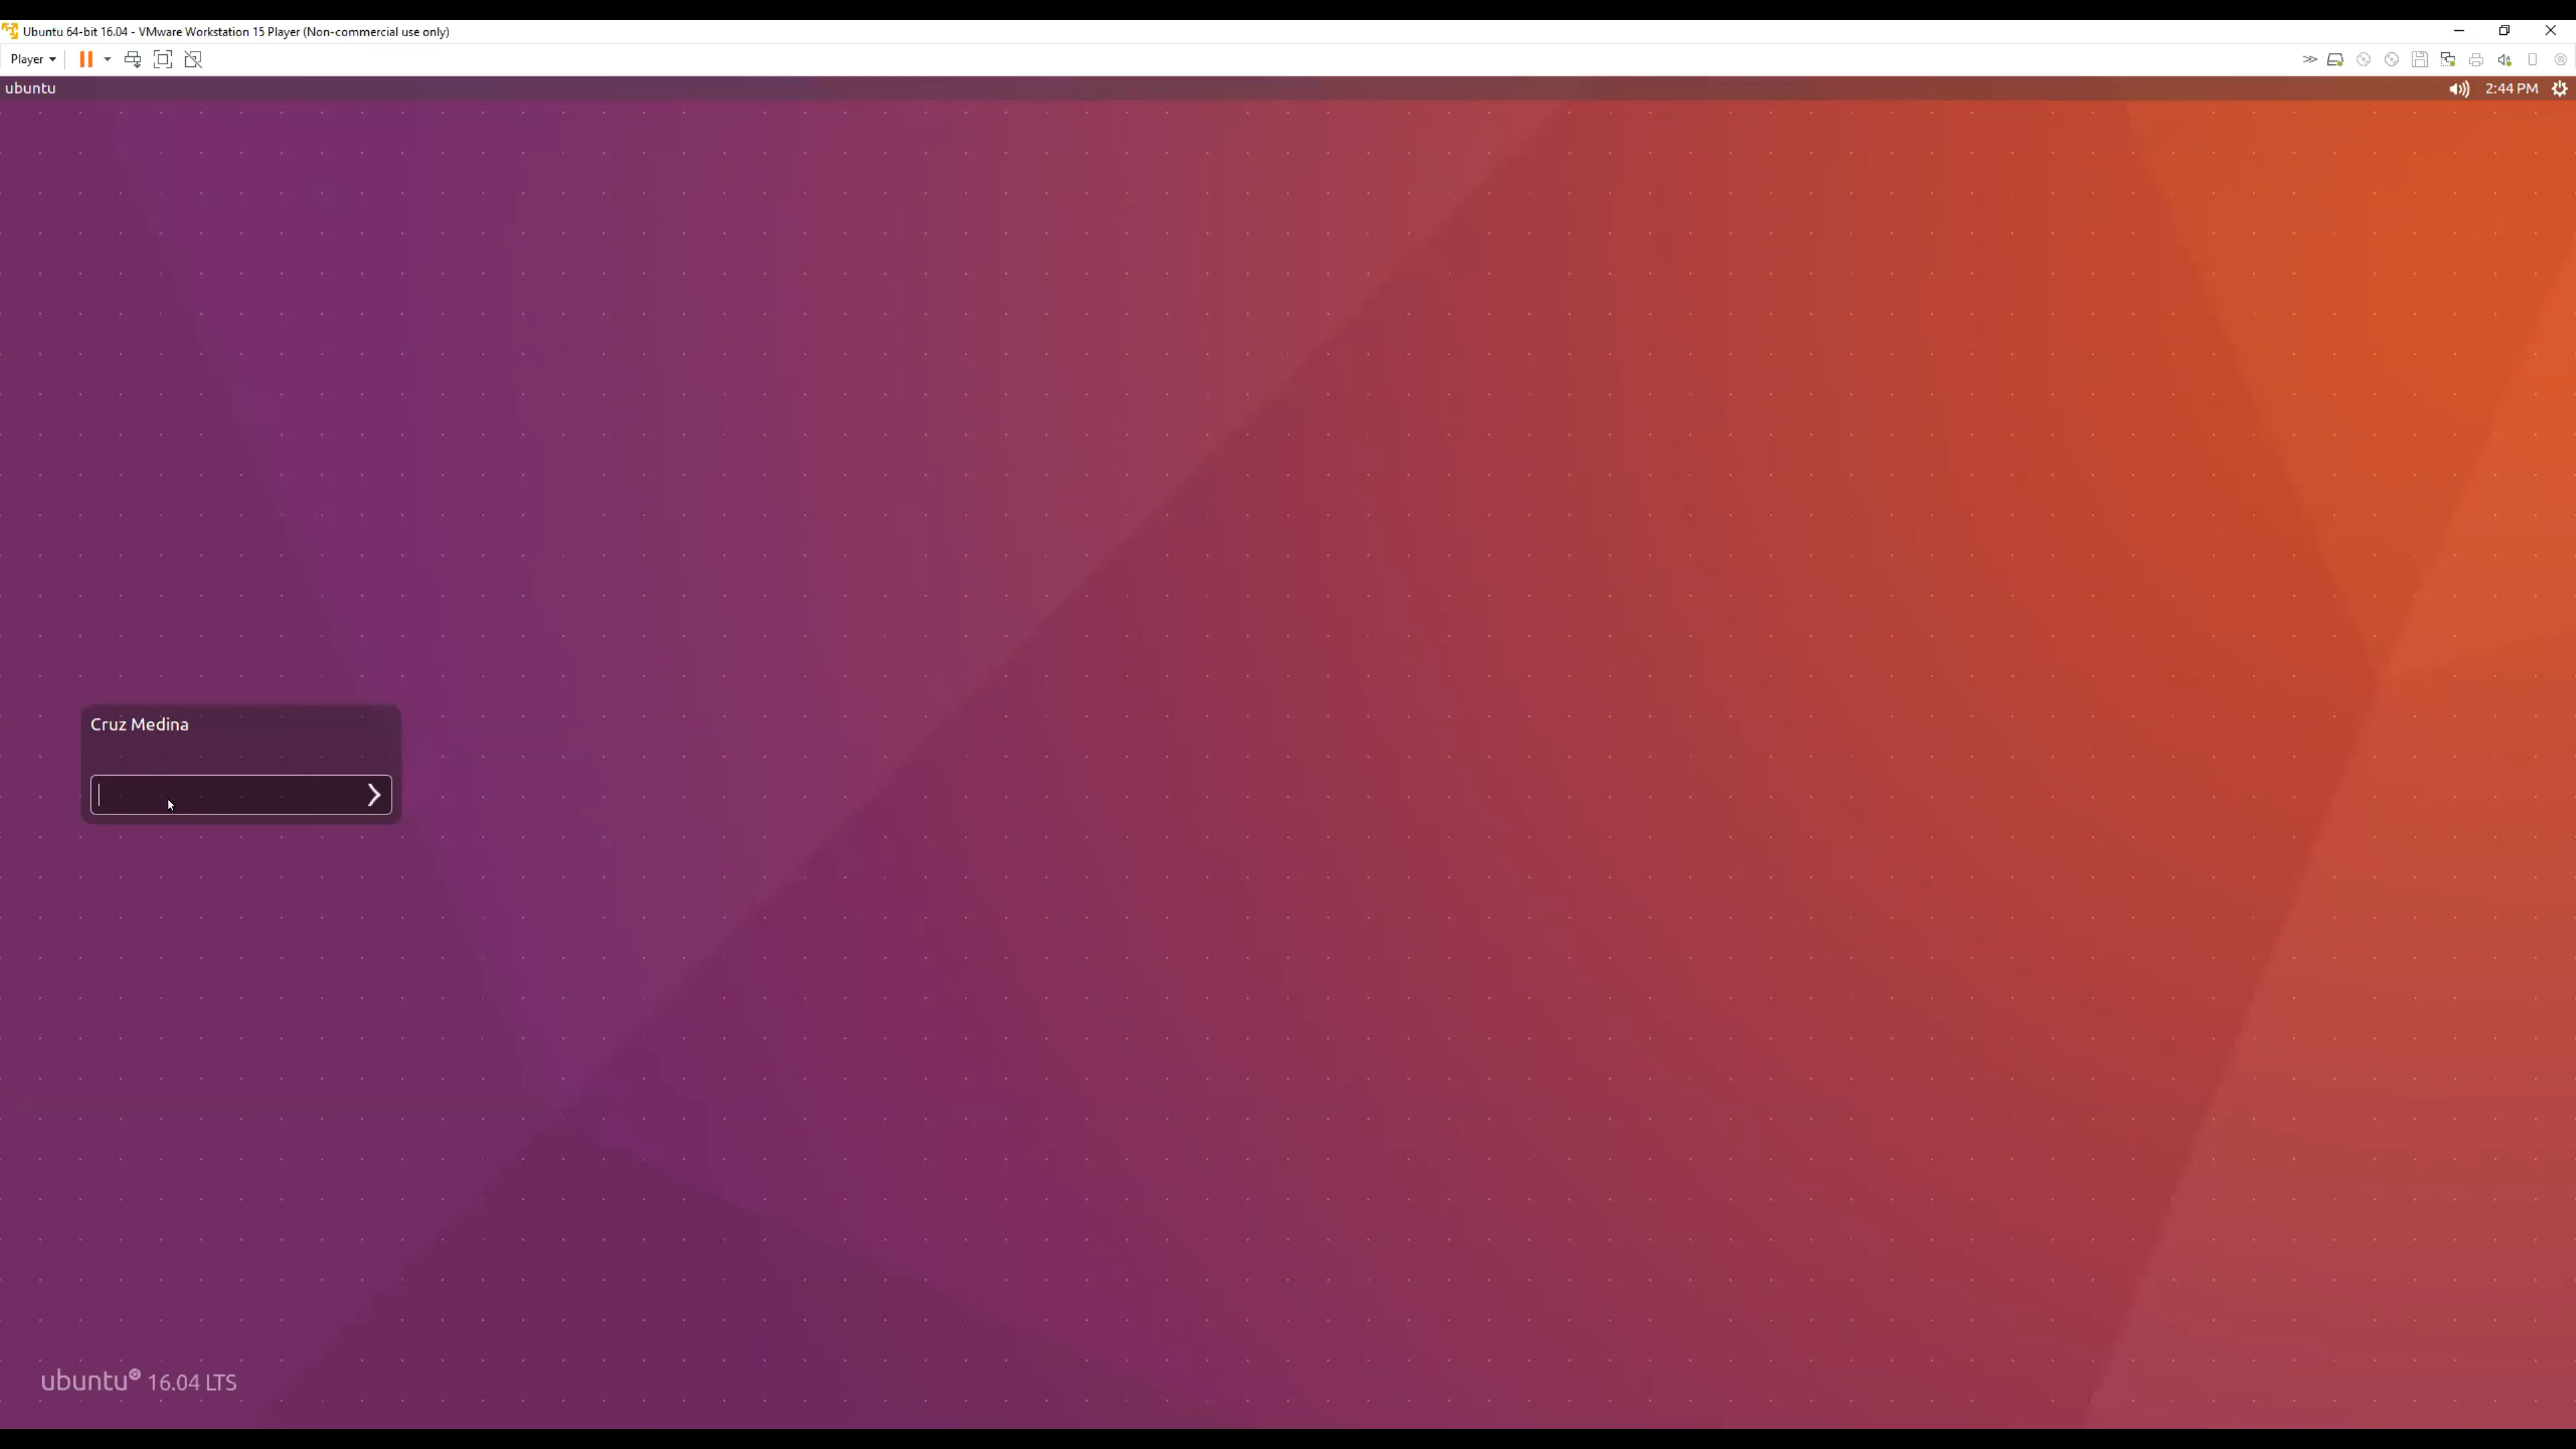 Ubuntu 64-bit 16.04 - VMware Workstation 15 Player (Non-commercial use only)
Player
ubuntu
2:44 PM
Cruz Medina
ubuntu® 16.04 LTS